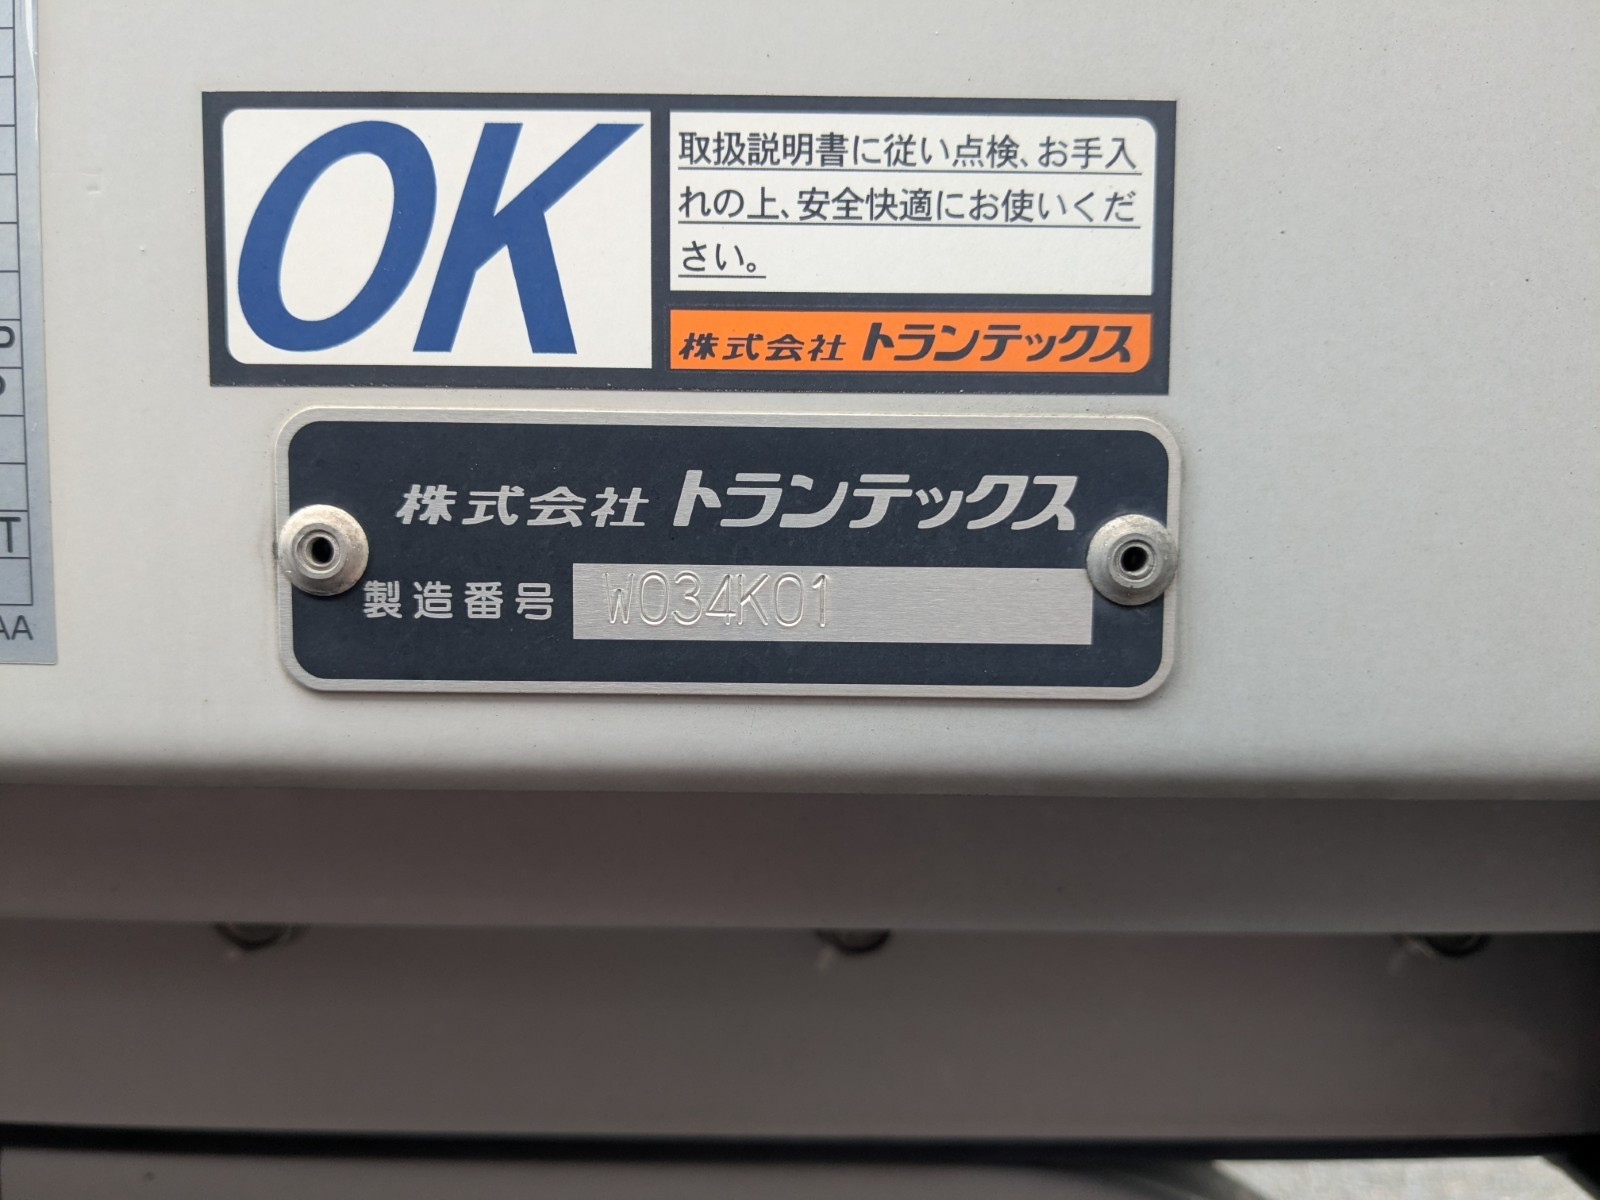 P
P
T
AA
OK
取扱説明書に従い点検、お手入
れの上、安全快適にお使いくだ
さい。
株式会社 トランテックス
株式会社 トランテックス
製造番号 W034K01